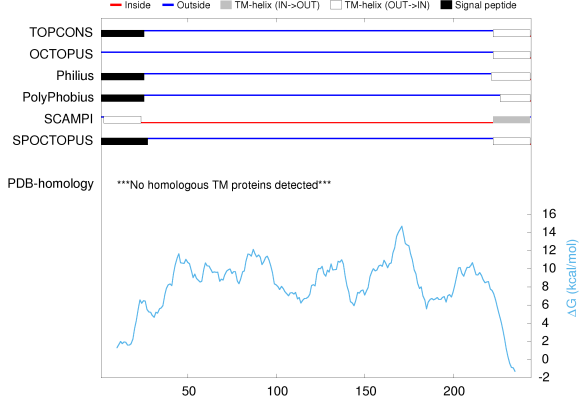 Inside Outside TM-helix (IN->OUT) TM-helix (OUT->IN) Signal peptide
TOPCONS
OCTOPUS
Philius
PolyPhobius
SCAMPI
SPOCTOPUS
PDB-homology ***No homologous TM proteins detected***
16
14
12
10
8
6
4
2
0
-2
ΔG (kcal/mol)
50 100 150 200